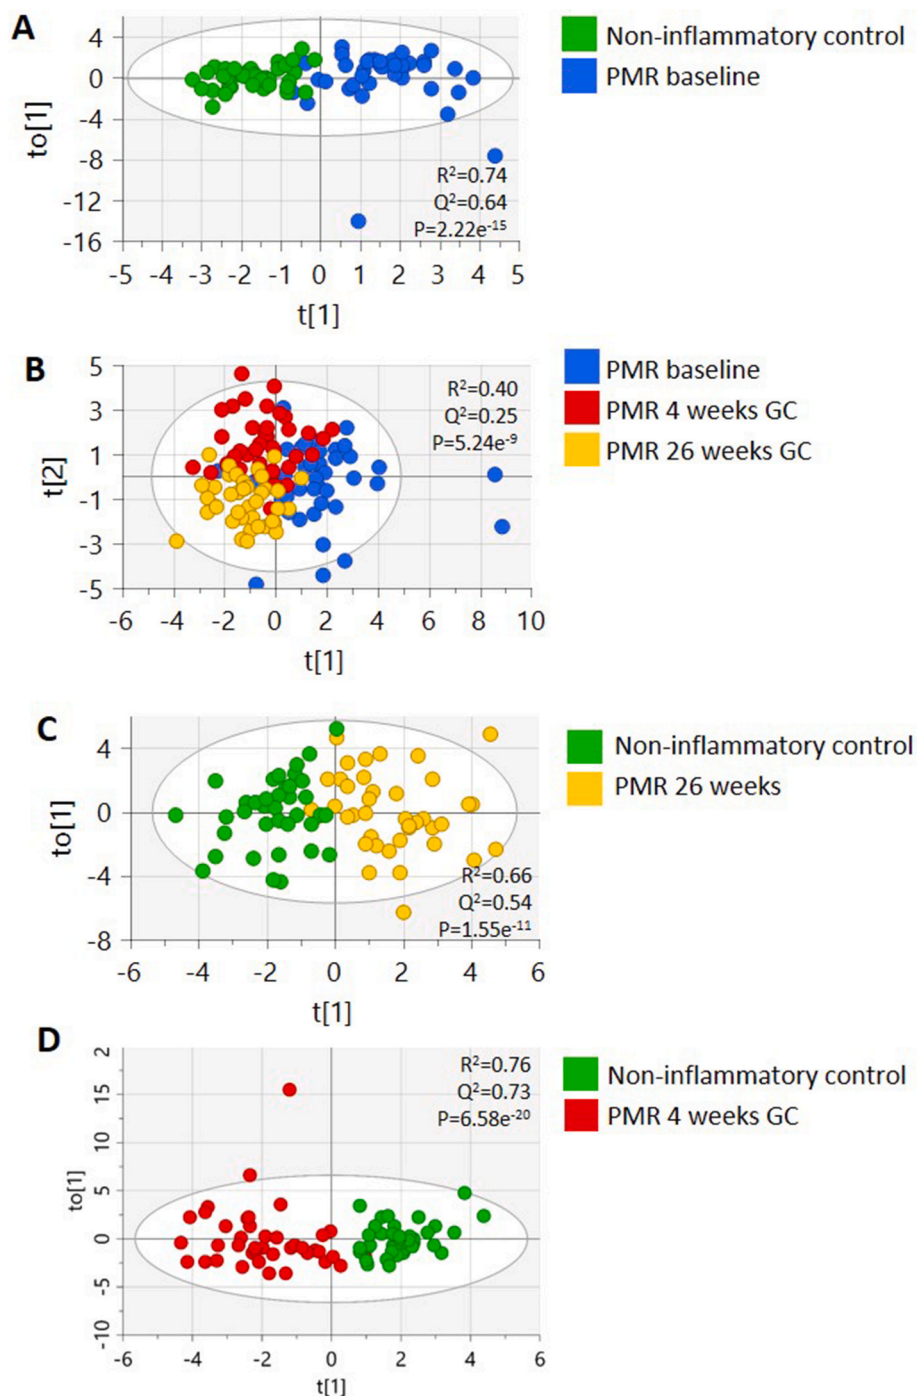 A
Non-inflammatory control
PMR baseline
4
0
-4
-8
-12
-16
to[1]
R²=0.74
Q²=0.64
P=2.22e⁻¹⁵
-5 -4 -3 -2 -1 0 1 2 3 4 5
t[1]
B
PMR baseline
PMR 4 weeks GC
PMR 26 weeks GC
5
3
1
-1
-3
-5
t[2]
R²=0.40
Q²=0.25
P=5.24e⁻⁹
-6 -4 -2 0 2 4 6 8 10
t[1]
C
Non-inflammatory control
PMR 26 weeks
4
0
-4
-8
to[1]
R²=0.66
Q²=0.54
P=1.55e⁻¹¹
-6 -4 -2 0 2 4 6
t[1]
D
Non-inflammatory control
PMR 4 weeks GC
2
15
10
5
0
-5
-10
to[1]
R²=0.76
Q²=0.73
P=6.58e⁻²⁰
-6 -4 -2 0 2 4 6
t[1]